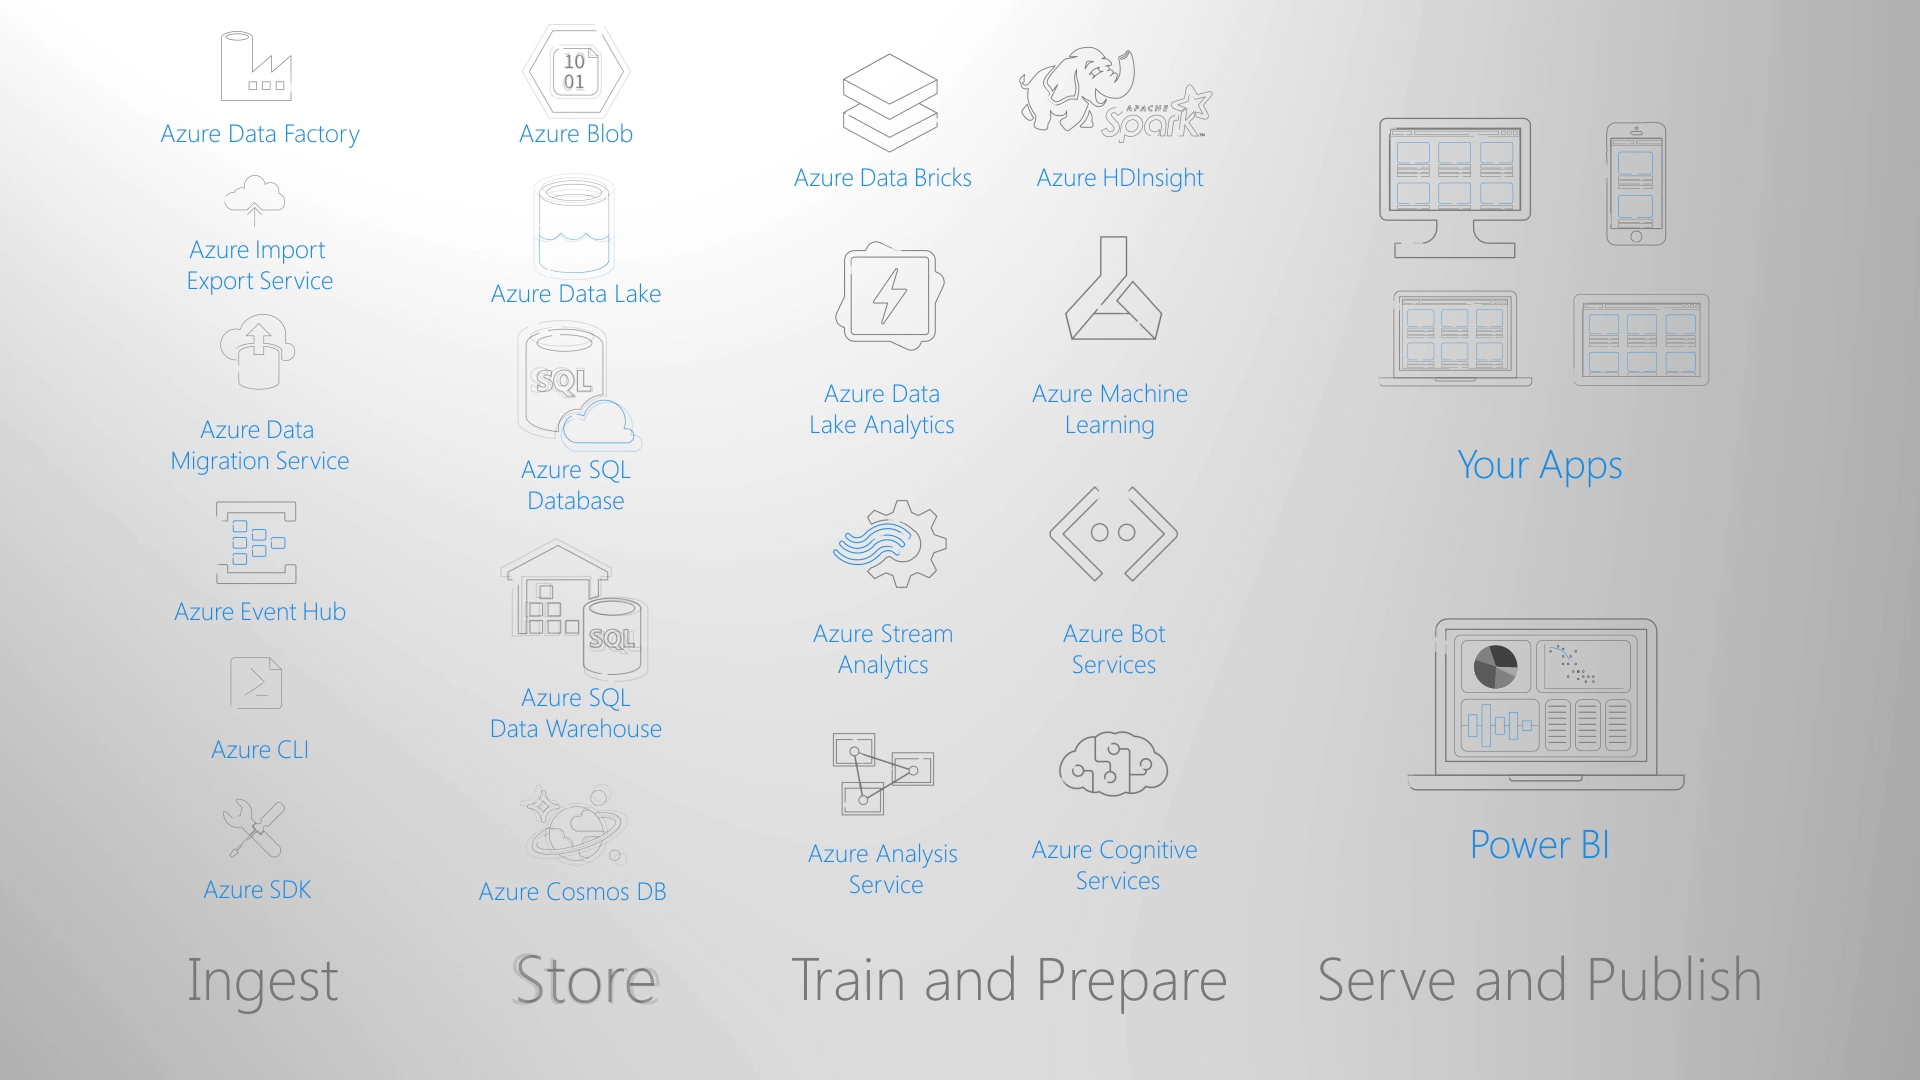 Azure Data Factory
Azure Import
Export Service
Azure Data
Migration Service
Azure Event Hub
Azure CLI
Azure SDK
Ingest
10
01
Azure Blob
Azure Data Lake
SQL
Azure SQL
Database
SQL
Azure SQL
Data Warehouse
Azure Cosmos DB
Store
Azure Data Bricks
APACHE
Spark™
Azure HDInsight
Azure Data
Lake Analytics
Azure Machine
Learning
Azure Stream
Analytics
Azure Bot
Services
Azure Analysis
Service
Azure Cognitive
Services
Train and Prepare
Your Apps
Power BI
Serve and Publish